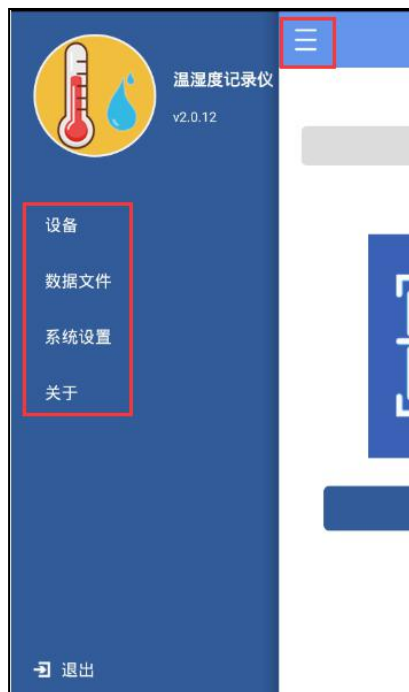 温湿度记录仪
v2.0.12
设备
数据文件
系统设置
关于
退出